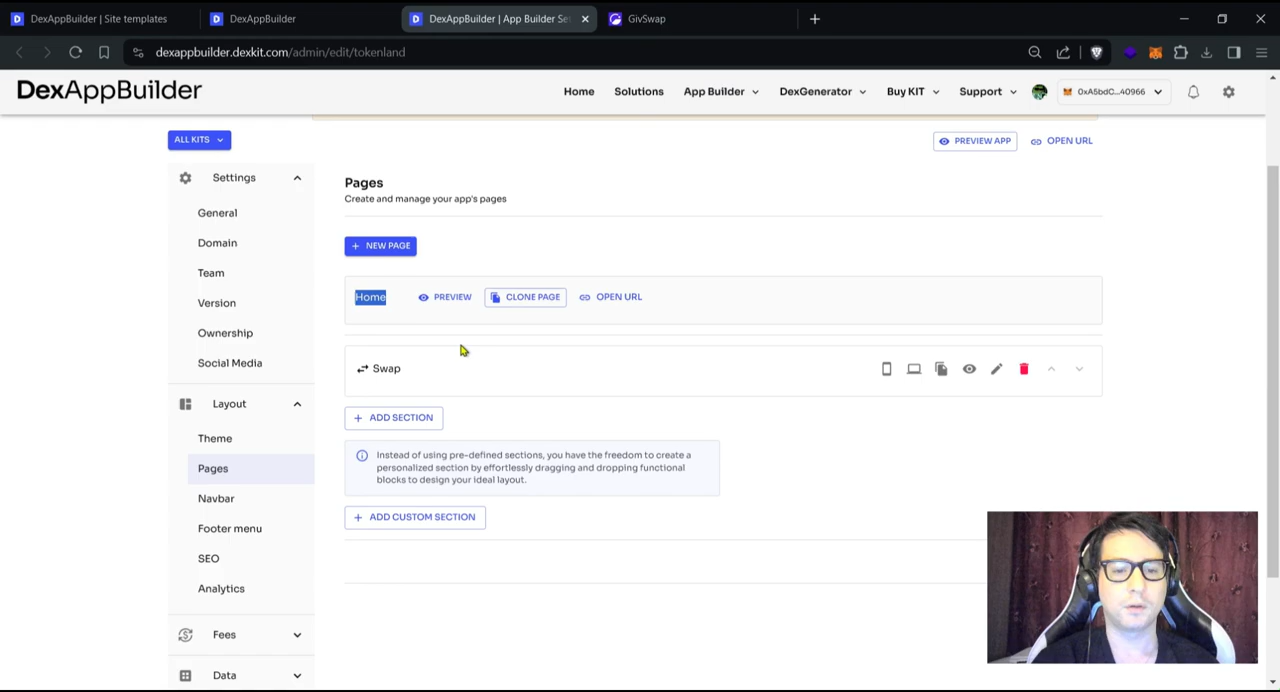 DexAppBuilder | Site templates
DexAppBuilder
DexAppBuilder | App Builder Se
GivSwap
dexappbuilder.dexkit.com/admin/edit/tokenland
DexAppBuilder
Home
Solutions
App Builder
DexGenerator
Buy KIT
Support
0xA5bdC...40966
ALL KITS
PREVIEW APP
OPEN URL
Settings
General
Domain
Team
Version
Ownership
Social Media
Layout
Theme
Pages
Navbar
Footer menu
SEO
Analytics
Fees
Data
Pages
Create and manage your app's pages
NEW PAGE
Home
PREVIEW
CLONE PAGE
OPEN URL
Swap
ADD SECTION
Instead of using pre-defined sections, you have the freedom to create a
personalized section by effortlessly dragging and dropping functional
blocks to design your ideal layout.
ADD CUSTOM SECTION